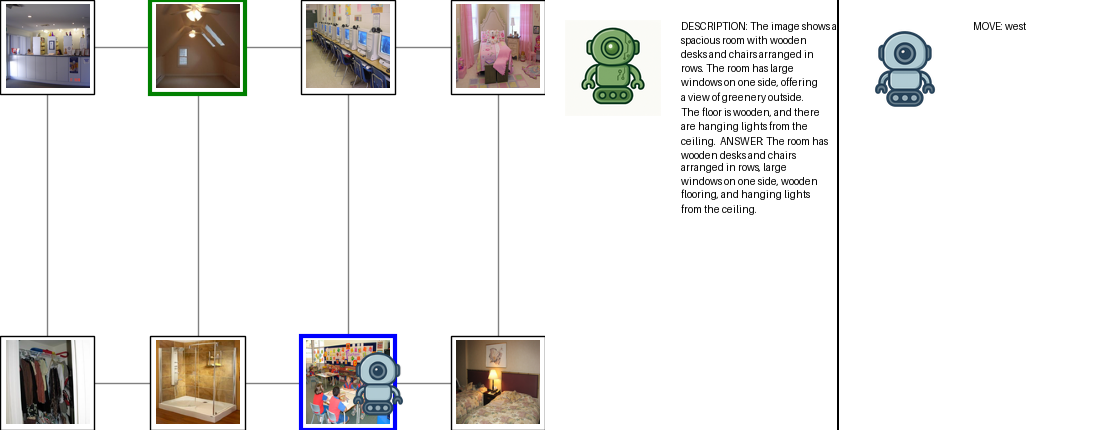 DESCRIPTION: The image shows a
spacious room with wooden
desks and chairs arranged in
rows. The room has large
windows on one side, offering
a view of greenery outside.
The floor is wooden, and there
are hanging lights from the
ceiling.  ANSWER: The room has
wooden desks and chairs
arranged in rows, large
windows on one side, wooden
flooring, and hanging lights
from the ceiling.
MOVE: west